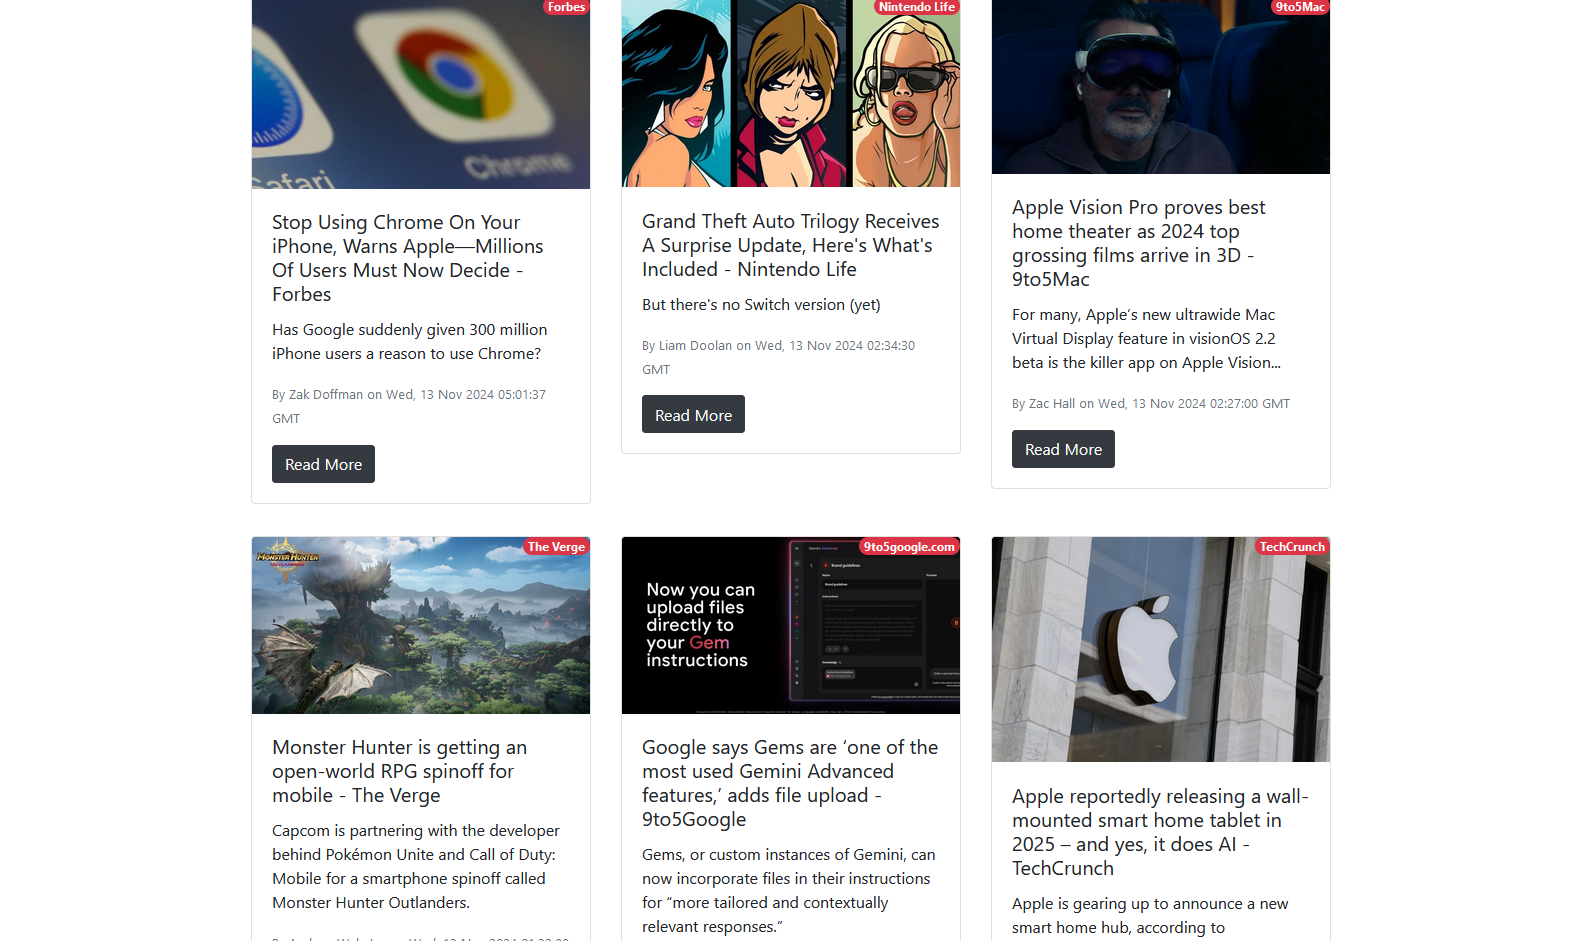 Forbes
Safari
Chrome
Stop Using Chrome On Your
iPhone, Warns Apple—Millions
Of Users Must Now Decide -
Forbes
Has Google suddenly given 300 million
iPhone users a reason to use Chrome?
By Zak Doffman on Wed, 13 Nov 2024 05:01:37
GMT
Read More
Nintendo Life
Grand Theft Auto Trilogy Receives
A Surprise Update, Here's What's
Included - Nintendo Life
But there's no Switch version (yet)
By Liam Doolan on Wed, 13 Nov 2024 02:34:30
GMT
Read More
9to5Mac
Apple Vision Pro proves best
home theater as 2024 top
grossing films arrive in 3D -
9to5Mac
For many, Apple’s new ultrawide Mac
Virtual Display feature in visionOS 2.2
beta is the killer app on Apple Vision...
By Zac Hall on Wed, 13 Nov 2024 02:27:00 GMT
Read More
The Verge
MONSTER HUNTER
Monster Hunter is getting an
open-world RPG spinoff for
mobile - The Verge
Capcom is partnering with the developer
behind Pokémon Unite and Call of Duty:
Mobile for a smartphone spinoff called
Monster Hunter Outlanders.
9to5google.com
Now you can
upload files
directly to
your Gem
instructions
Gemini Advanced
Brand guidelines
Name
Brand guidelines
Instructions
Knowledge
Preview
Google says Gems are ‘one of the
most used Gemini Advanced
features,’ adds file upload -
9to5Google
Gems, or custom instances of Gemini, can
now incorporate files in their instructions
for “more tailored and contextually
relevant responses.”
TechCrunch
Apple reportedly releasing a wall-
mounted smart home tablet in
2025 – and yes, it does AI -
TechCrunch
Apple is gearing up to announce a new
smart home hub, according to